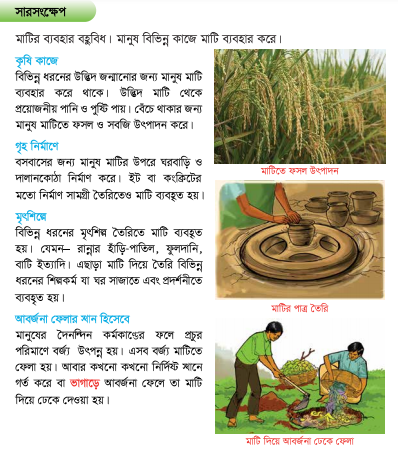 সারসংক্ষেপ
মাটির ব্যবহার বহুবিধ। মানুষ বিভিন্ন কাজে মাটি ব্যবহার করে।
কৃষি কাজে
বিভিন্ন ধরনের উদ্ভিদ জন্মানোর জন্য মানুষ মাটি
ব্যবহার করে থাকে। উদ্ভিদ মাটি থেকে
প্রয়োজনীয় পানি ও পুষ্টি পায়। বেঁচে থাকার জন্য
মানুষ মাটিতে ফসল ও সবজি উৎপাদন করে।
মাটিতে ফসল উৎপাদন
গৃহ নির্মাণে
বসবাসের জন্য মানুষ মাটির উপরে ঘরবাড়ি ও
দালানকোঠা নির্মাণ করে। ইট বা কংক্রিটের
মতো নির্মাণ সামগ্রী তৈরিতেও মাটি ব্যবহৃত হয়।
মৃৎশিল্পে
বিভিন্ন ধরনের মৃৎশিল্প তৈরিতে মাটি ব্যবহৃত
হয়। যেমন– রান্নার হাঁড়ি-পাতিল, ফুলদানি,
বাটি ইত্যাদি। এছাড়া মাটি দিয়ে তৈরি বিভিন্ন
ধরনের শিল্পকর্ম যা ঘর সাজাতে এবং প্রদর্শনীতে
ব্যবহৃত হয়।
মাটির পাত্র তৈরি
আবর্জনা ফেলার স্থান হিসেবে
মানুষের দৈনন্দিন কর্মকাণ্ডের ফলে প্রচুর
পরিমাণে বর্জ্য উৎপন্ন হয়। এসব বর্জ্য মাটিতে
ফেলা হয়। আবার কখনো কখনো নির্দিষ্ট স্থানে
গর্ত করে বা ভাগাড়ে আবর্জনা ফেলে তা মাটি
দিয়ে ঢেকে দেওয়া হয়।
মাটি দিয়ে আবর্জনা ঢেকে ফেলা